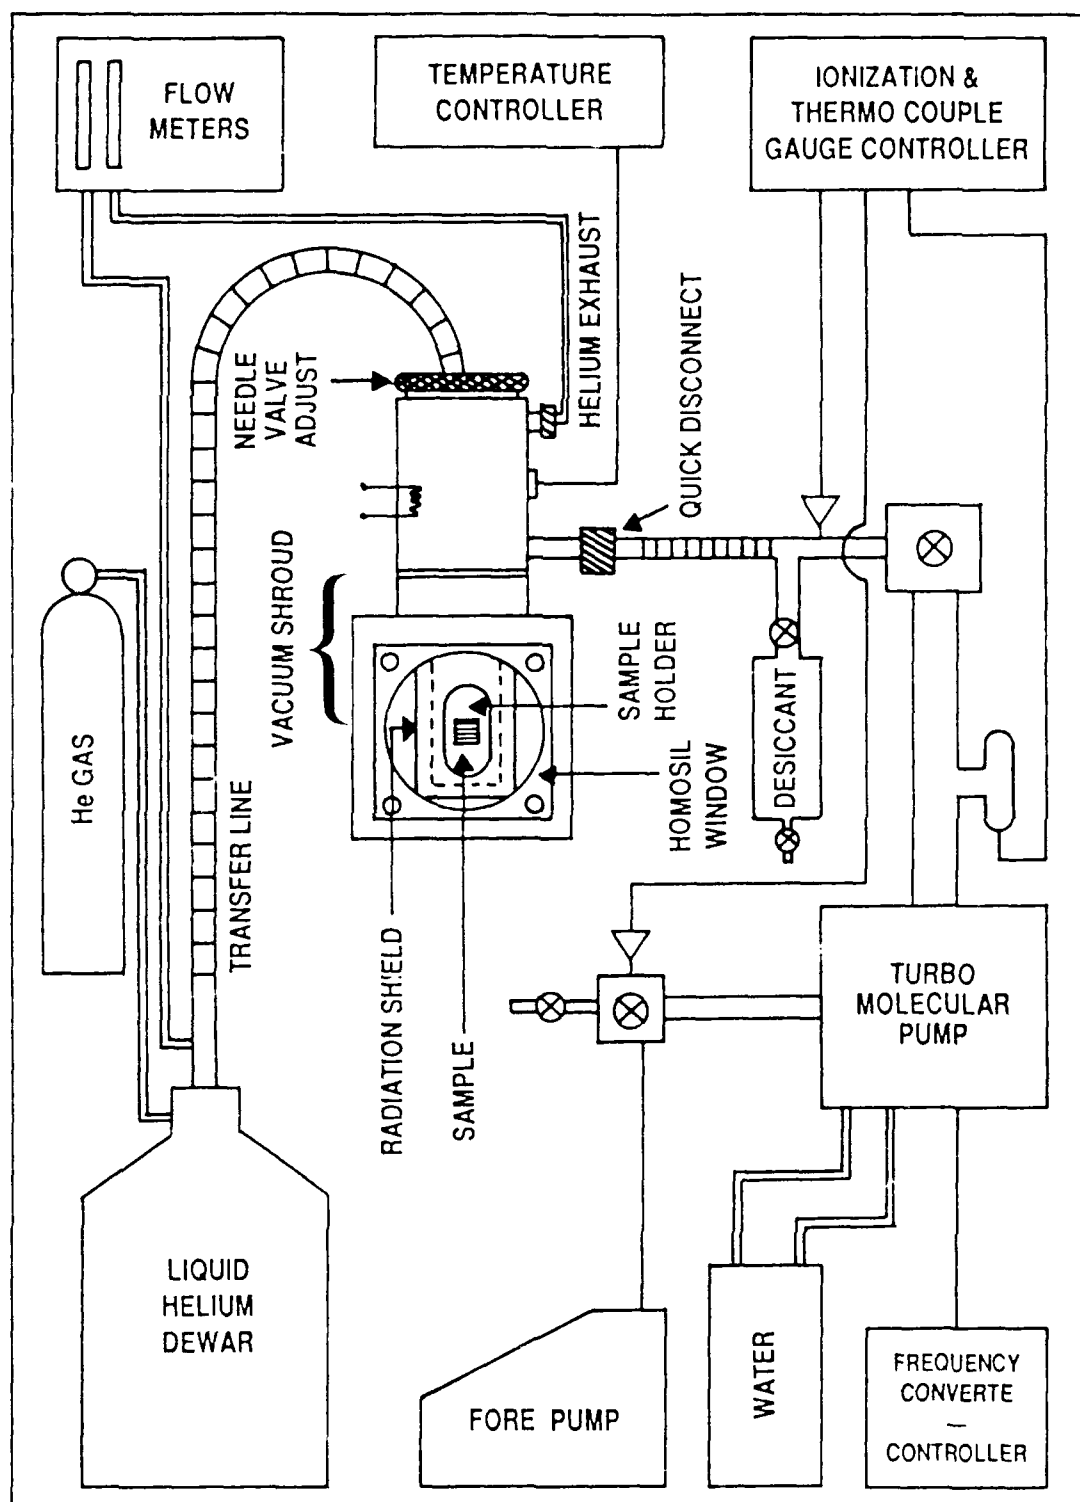 FLOW
METERS
TEMPERATURE
CONTROLLER
IONIZATION &
THERMO COUPLE
GAUGE CONTROLLER
HELIUM EXHAUST
NEEDLE
VALVE
ADJUST
QUICK DISCONNECT
VACUUM SHROUD
SAMPLE
HOLDER
He GAS
TRANSFER LINE
HOMOSIL
WINDOW
DESICCANT
RADIATION SHIELD
SAMPLE
TURBO
MOLECULAR
PUMP
LIQUID
HELIUM
DEWAR
FORE PUMP
WATER
FREQUENCY
CONVERTE
—
CONTROLLER